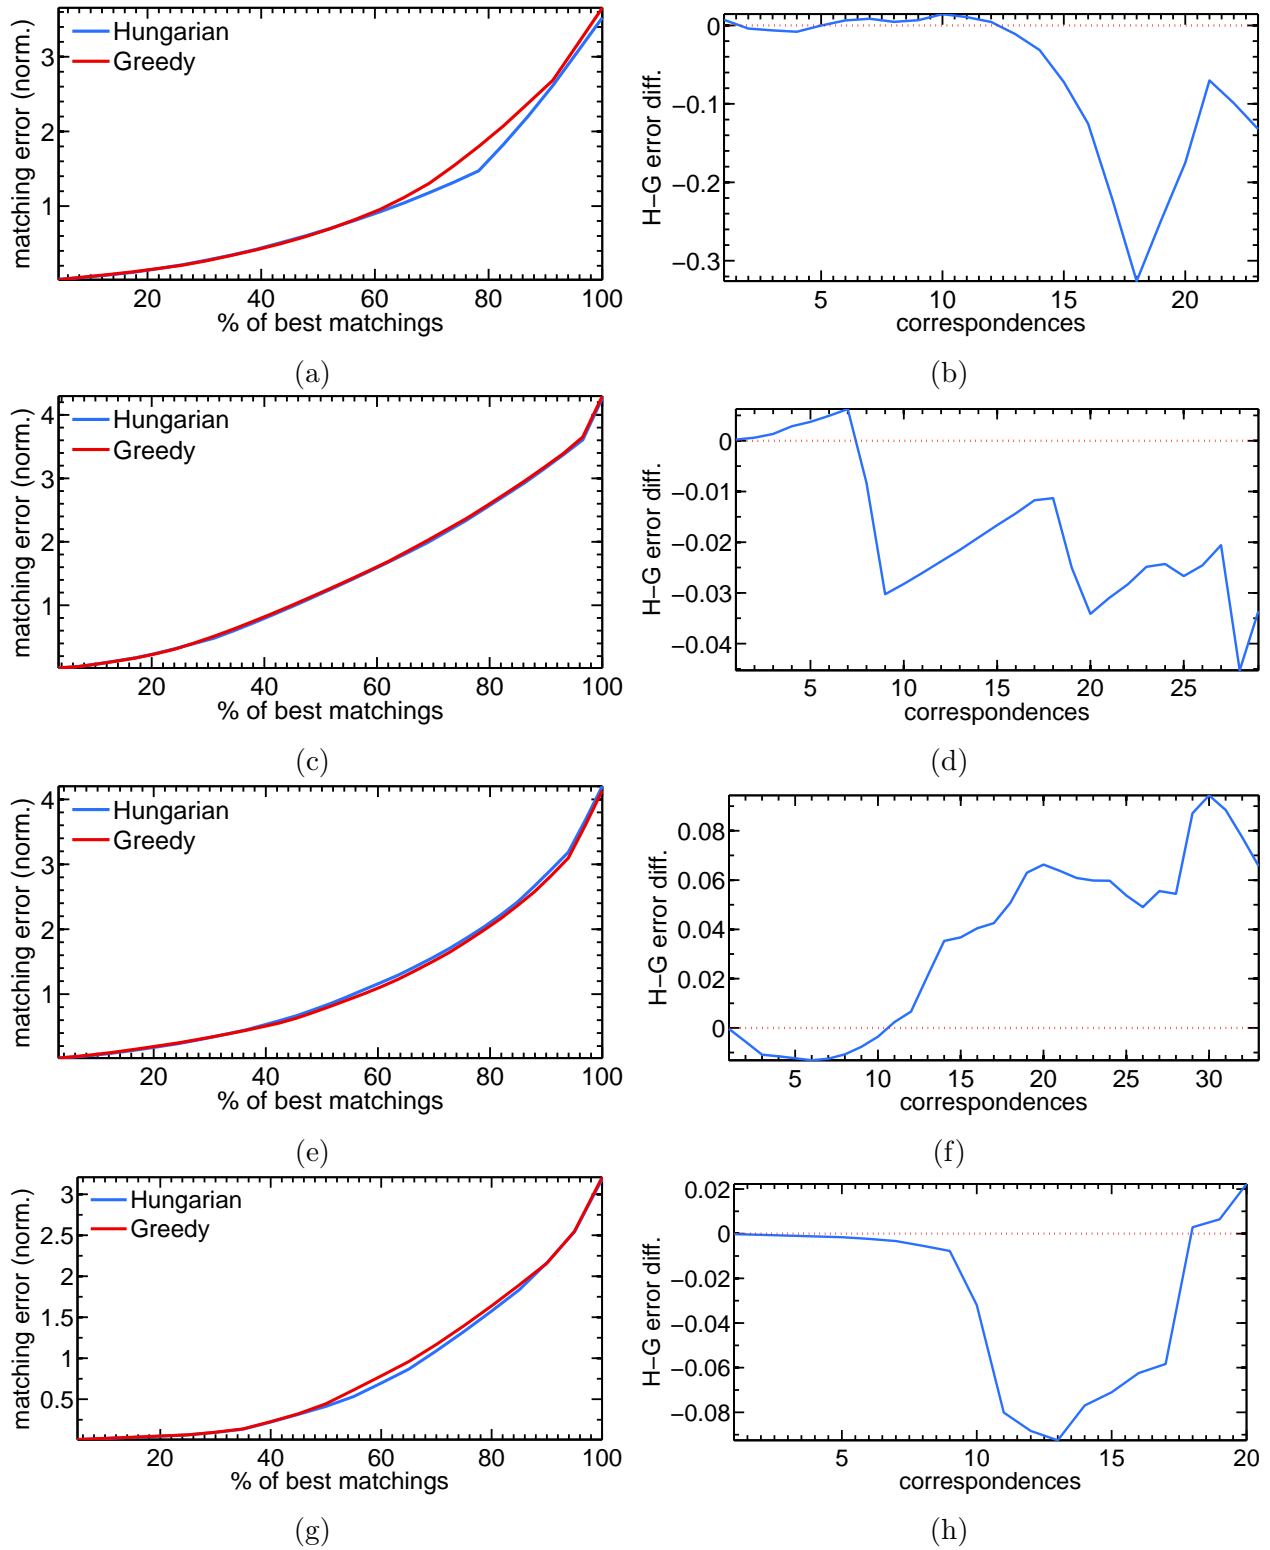 matching error (norm.)
3
2
1
Hungarian
Greedy
20 40 60 80 100
% of best matchings
(a)
H−G error diff.
0
−0.1
−0.2
−0.3
5 10 15 20
correspondences
(b)
matching error (norm.)
4
3
2
1
Hungarian
Greedy
20 40 60 80 100
% of best matchings
(c)
H−G error diff.
0
−0.01
−0.02
−0.03
−0.04
5 10 15 20 25
correspondences
(d)
matching error (norm.)
4
3
2
1
Hungarian
Greedy
20 40 60 80 100
% of best matchings
(e)
H−G error diff.
0.08
0.06
0.04
0.02
0
5 10 15 20 25 30
correspondences
(f)
matching error (norm.)
3
2.5
2
1.5
1
0.5
Hungarian
Greedy
20 40 60 80 100
% of best matchings
(g)
H−G error diff.
0.02
0
−0.02
−0.04
−0.06
−0.08
5 10 15 20
correspondences
(h)